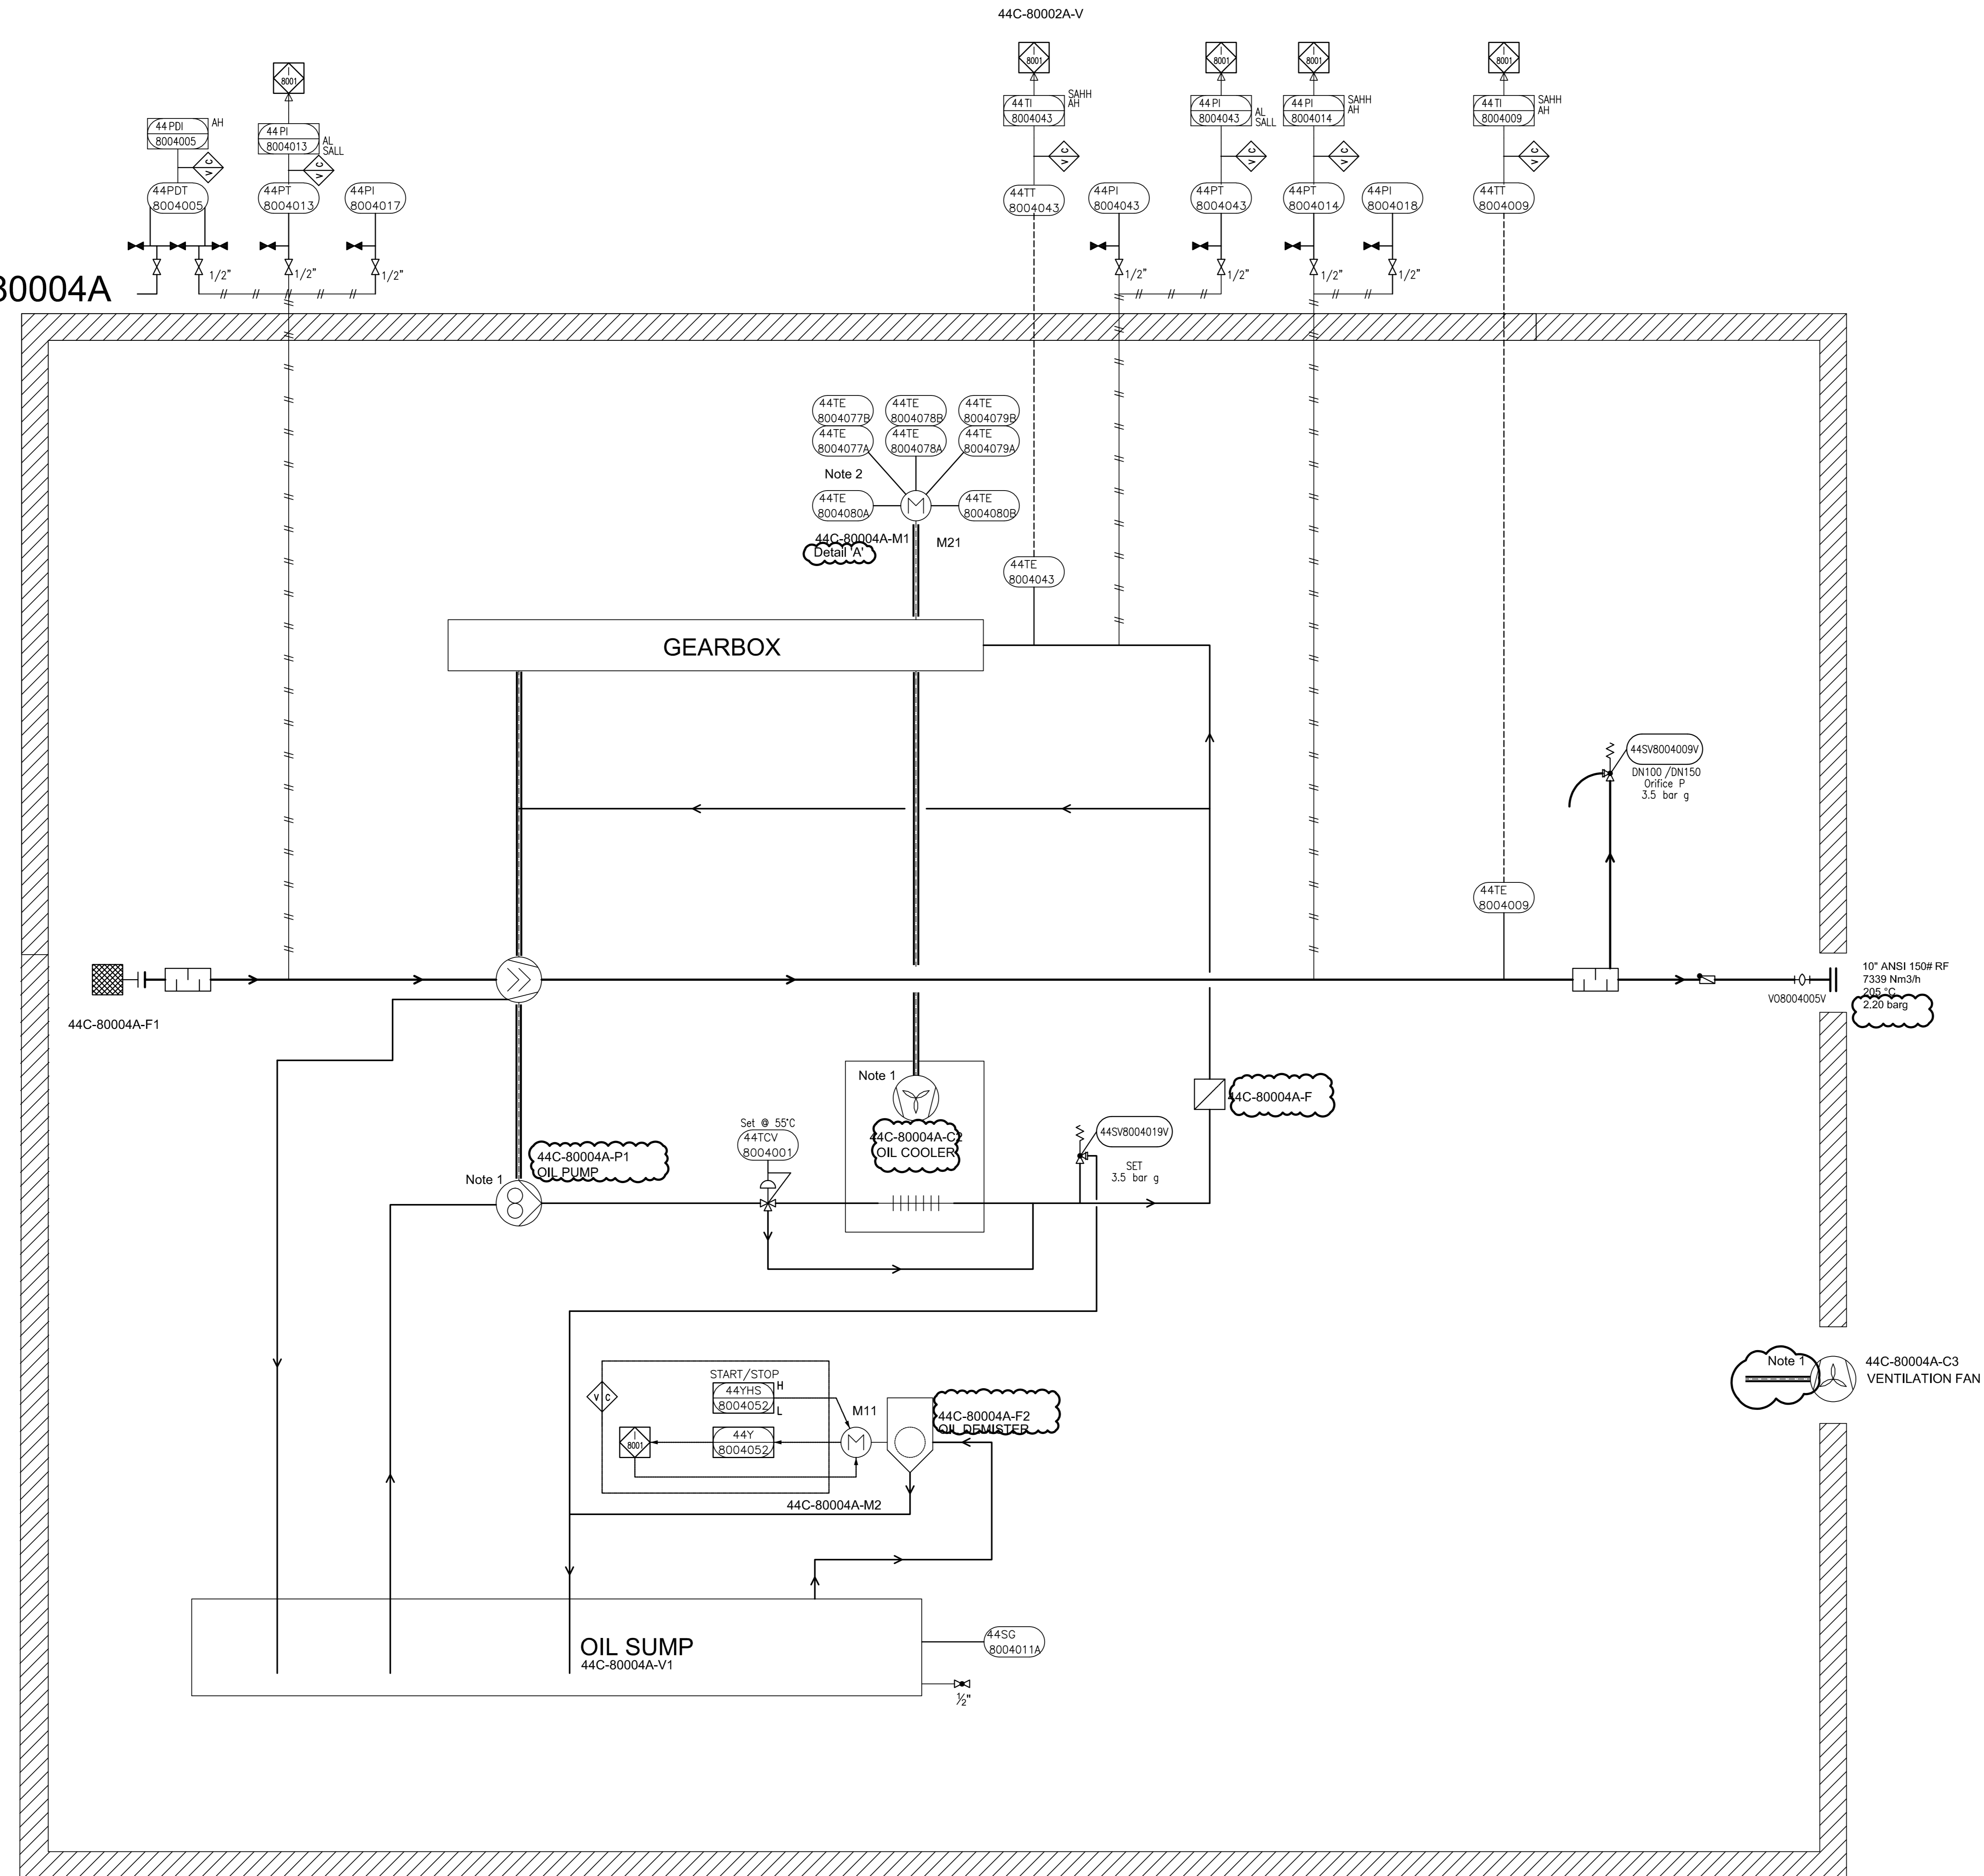 44C-80002A-V
I
8001
I
8001
I
8001
I
8001
I
8001
44 PDI
8004005
AH
44 PI
8004013
AL
SALL
44 TI
8004043
SAHH
AH
44 PI
8004043
AL
SALL
44 PI
8004014
SAHH
AH
44 TI
8004009
SAHH
AH
V C
V C
V C
V C
V C
V C
44PDT
8004005
44PT
8004013
44PI
8004017
44TT
8004043
44PI
8004043
44PT
8004043
44PT
8004014
44PI
8004018
44TT
8004009
1/2"
1/2"
1/2"
1/2"
1/2"
1/2"
1/2"
80004A
44TE
8004077B
44TE
8004078B
44TE
8004079B
44TE
8004077A
44TE
8004078A
44TE
8004079A
Note 2
44TE
8004080A
M
44TE
8004080B
44C-80004A-M1
M21
Detail 'A'
44TE
8004043
GEARBOX
44SV8004009V
DN100 /DN150
Orifice P
3.5 bar g
44TE
8004009
44C-80004A-F1
VO8004005V
10" ANSI 150# RF
7339 Nm3/h
205 °C
2,20 barg
Note 1
44C-80004A-C2
OIL COOLER
44C-80004A-F
Set @ 55°C
44TCV
8004001
44SV8004019V
SET
3.5 bar g
44C-80004A-P1
OIL PUMP
Note 1
Note 1
44C-80004A-C3
VENTILATION FAN
START/STOP
44YHS
8004052
H
L
V C
M11
44C-80004A-F2
OIL DEMISTER
I
8001
44Y
8004052
M
44C-80004A-M2
OIL SUMP
44C-80004A-V1
44SG
8004011A
½"